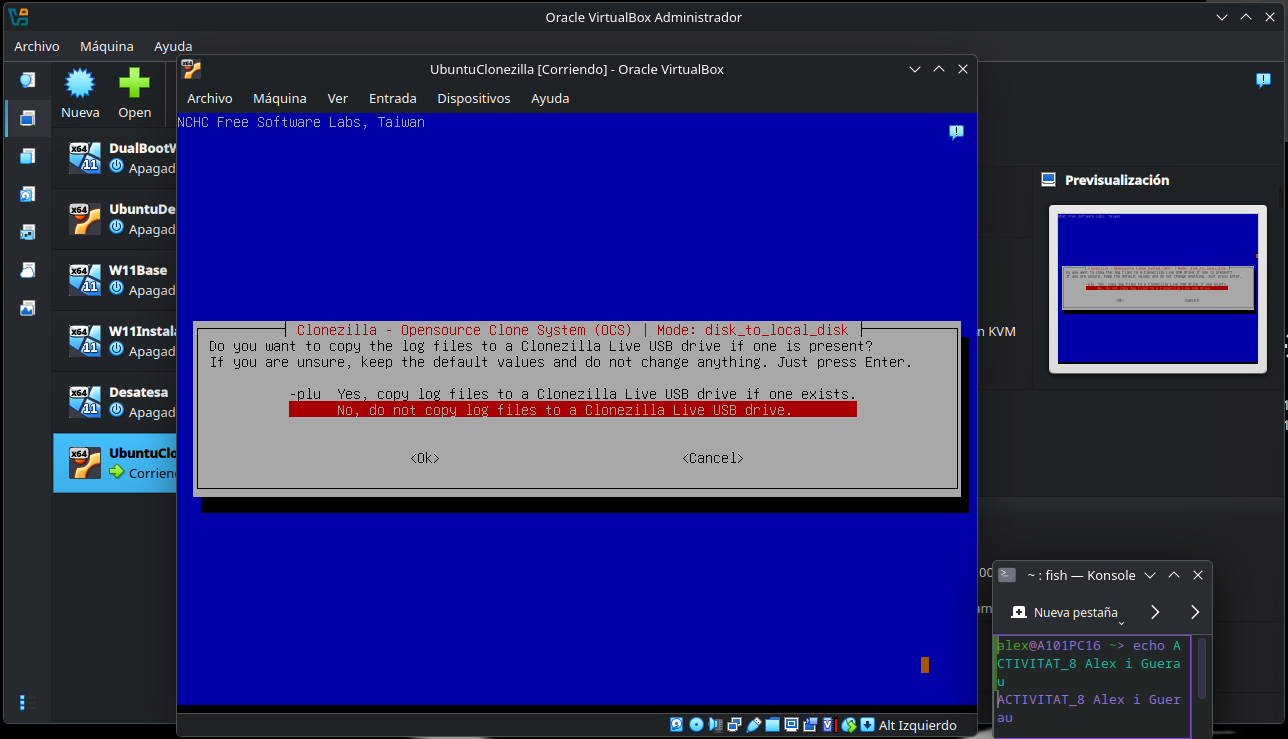 Oracle VirtualBox Administrador
Archivo Máquina Ayuda
Nueva
Open
DualBootW
Apagad
UbuntuDe
Apagad
W11Base
Apagad
W11Instala
Apagad
Desatesa
Apagad
UbuntuClo
Corriend
UbuntuClonezilla [Corriendo] - Oracle VirtualBox
Archivo Máquina Ver Entrada Dispositivos Ayuda
NCHC Free Software Labs, Taiwan
Clonezilla - Opensource Clone System (OCS) | Mode: disk_to_local_disk
Do you want to copy the log files to a Clonezilla Live USB drive if one is present?
If you are unsure, keep the default values and do not change anything. Just press Enter.
-plu Yes, copy log files to a Clonezilla Live USB drive if one exists.
No, do not copy log files to a Clonezilla Live USB drive.
<Ok> <Cancel>
Alt Izquierdo
Previsualización
n KVM
~ : fish — Konsole
Nueva pestaña
alex@A101PC16 ~> echo A
CTIVITAT_8 Alex i Guera
u
ACTIVITAT_8 Alex i Guer
au